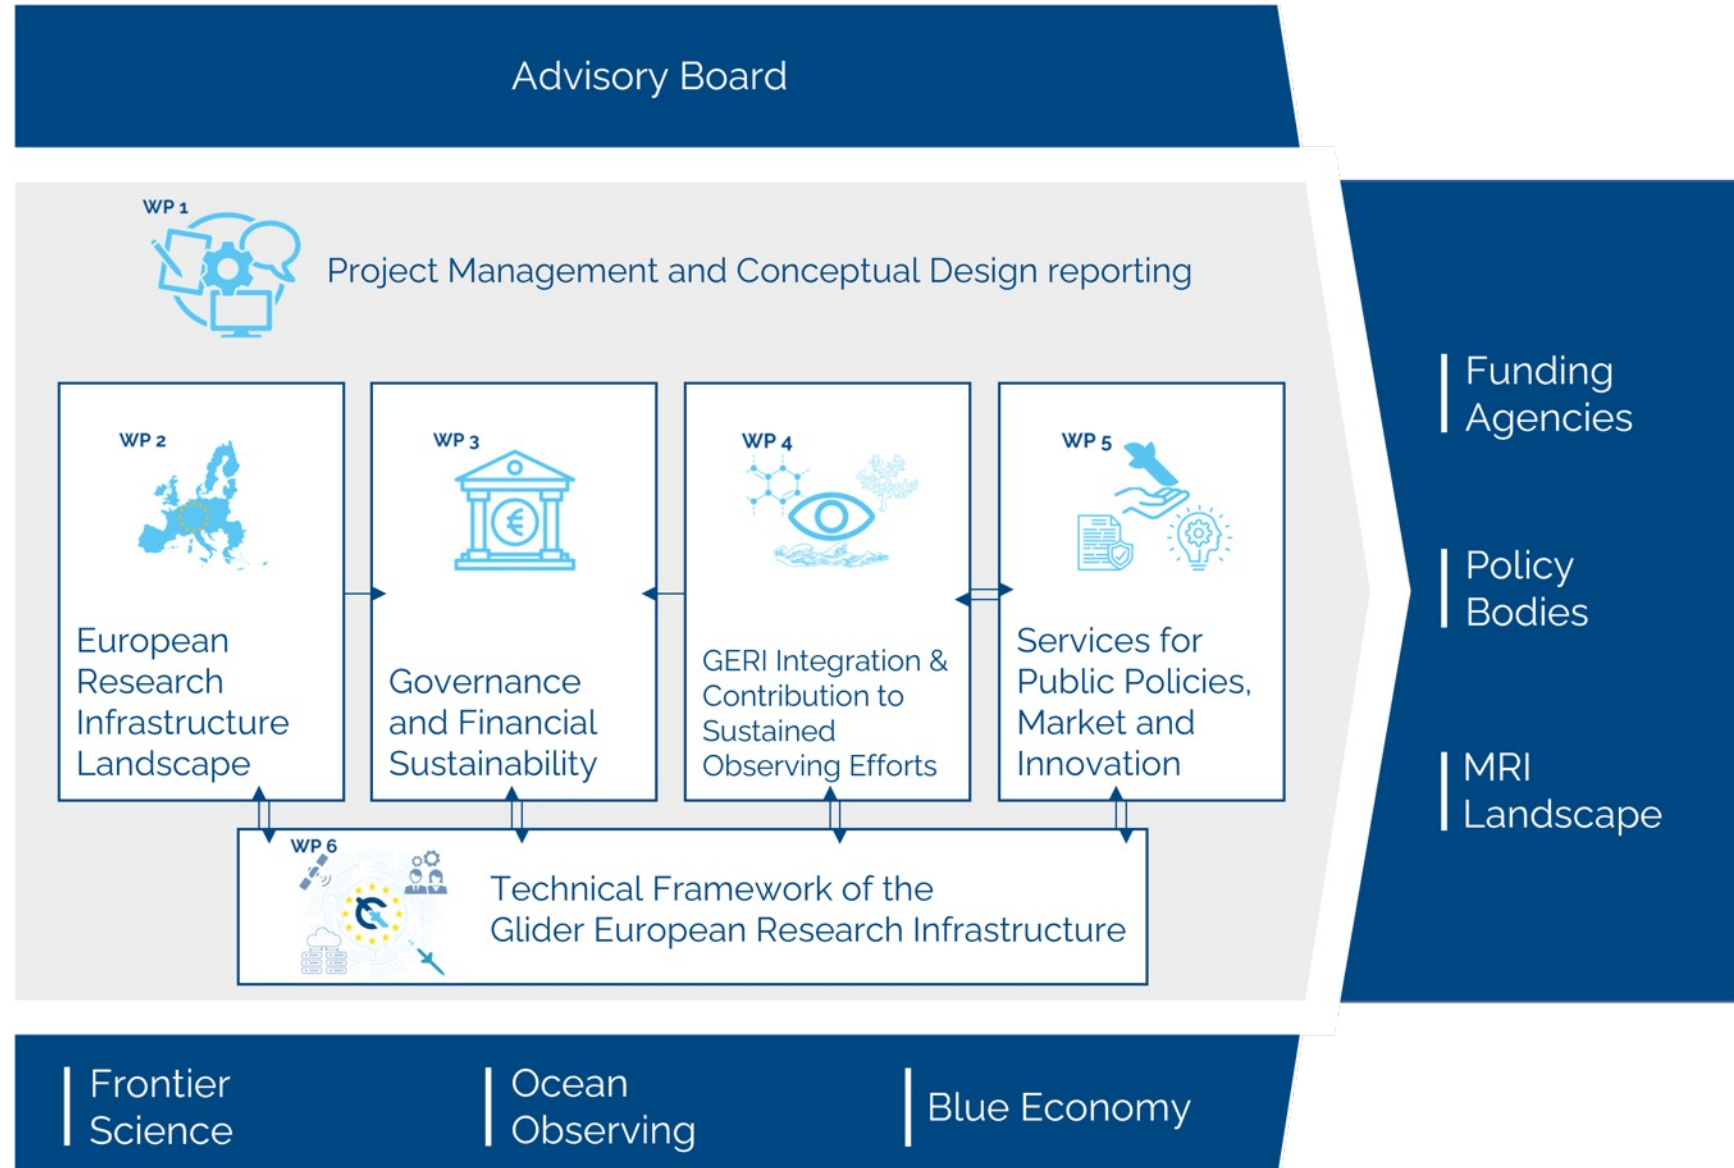 Advisory Board
WP 1
Project Management and Conceptual Design reporting
WP 2
European
Research
Infrastructure
Landscape
WP 3
€
Governance
and Financial
Sustainability
WP 4
GERI Integration &
Contribution to
Sustained
Observing Efforts
WP 5
Services for
Public Policies,
Market and
Innovation
WP 6
Technical Framework of the
Glider European Research Infrastructure
Funding
Agencies
Policy
Bodies
MRI
Landscape
Frontier
Science
Ocean
Observing
Blue Economy